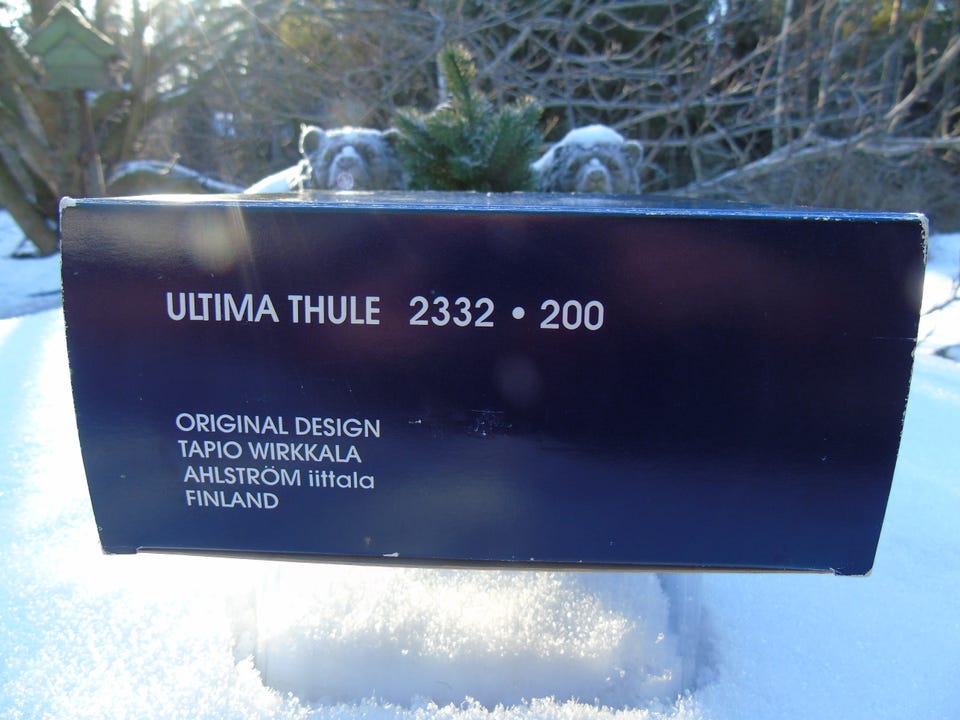 ULTIMA THULE 2332 • 200
ORIGINAL DESIGN
TAPIO WIRKKALA
AHLSTRÖM iittala
FINLAND